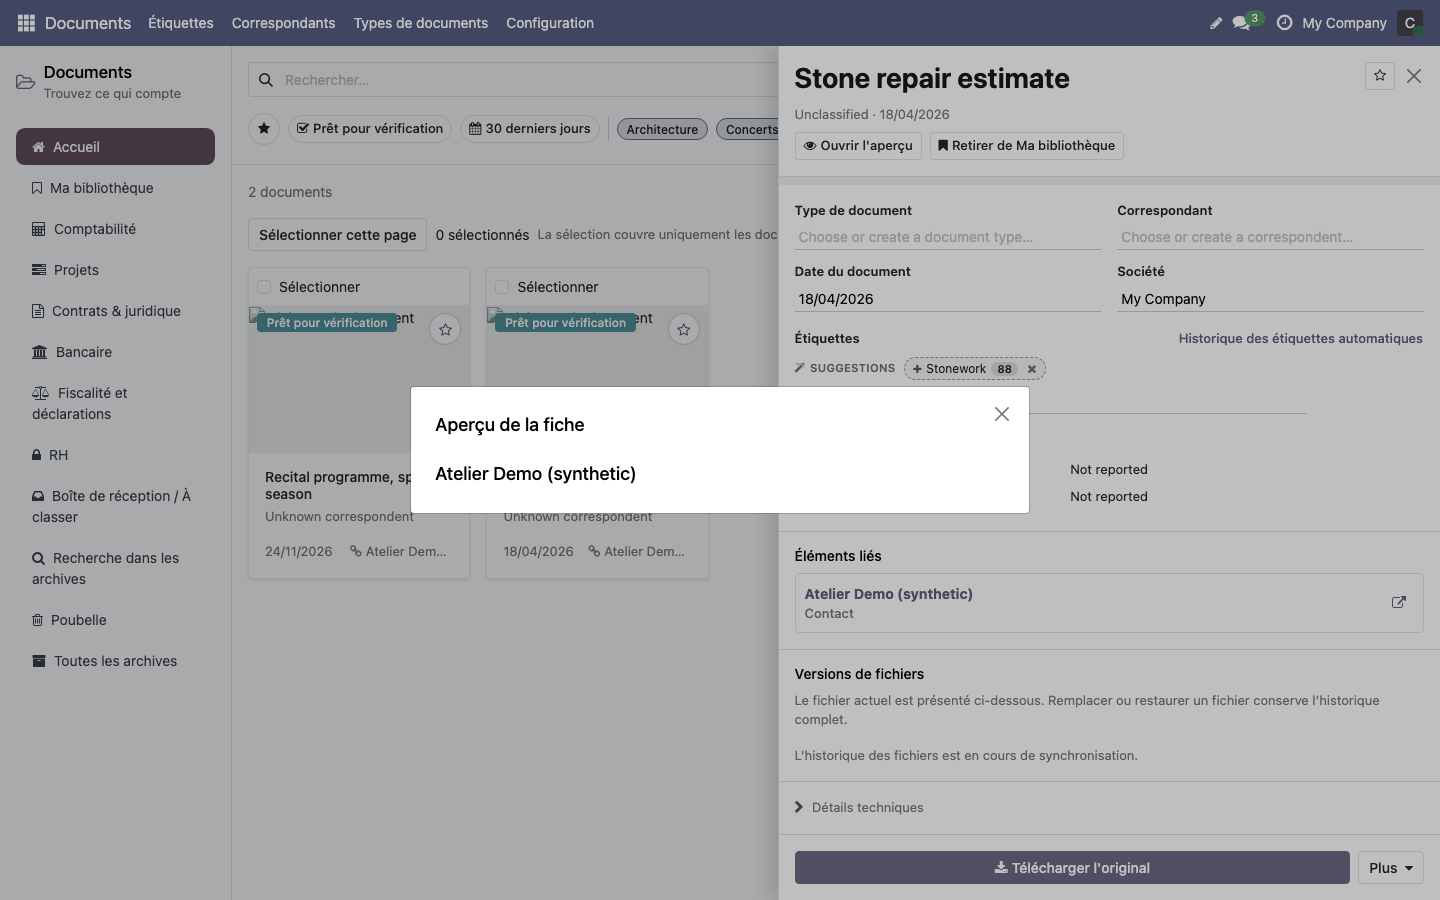 Documents Étiquettes Correspondants Types de documents Configuration 3 My Company C
Documents
Trouvez ce qui compte
Accueil
Ma bibliothèque
Comptabilité
Projets
Contrats & juridique
Bancaire
Fiscalité et
déclarations
RH
Boîte de réception / À
classer
Recherche dans les
archives
Poubelle
Toutes les archives
Rechercher...
Prêt pour vérification 30 derniers jours Architecture Concerts
2 documents
Sélectionner cette page 0 sélectionnés La sélection couvre uniquement les doc
Sélectionner
Prêt pour vérification
Recital programme, sp
season
Unknown correspondent
24/11/2026 Atelier Dem...
Sélectionner
Prêt pour vérification
Unknown correspondent
18/04/2026 Atelier Dem...
Stone repair estimate
Unclassified · 18/04/2026
Ouvrir l'aperçu Retirer de Ma bibliothèque
Type de document Correspondant
Choose or create a document type... Choose or create a correspondent...
Date du document Société
18/04/2026 My Company
Étiquettes Historique des étiquettes automatiques
SUGGESTIONS Stonework 88
Aperçu de la fiche
Atelier Demo (synthetic)
Not reported
Not reported
Éléments liés
Atelier Demo (synthetic)
Contact
Versions de fichiers
Le fichier actuel est présenté ci-dessous. Remplacer ou restaurer un fichier conserve l'historique
complet.
L'historique des fichiers est en cours de synchronisation.
Détails techniques
Télécharger l'original Plus